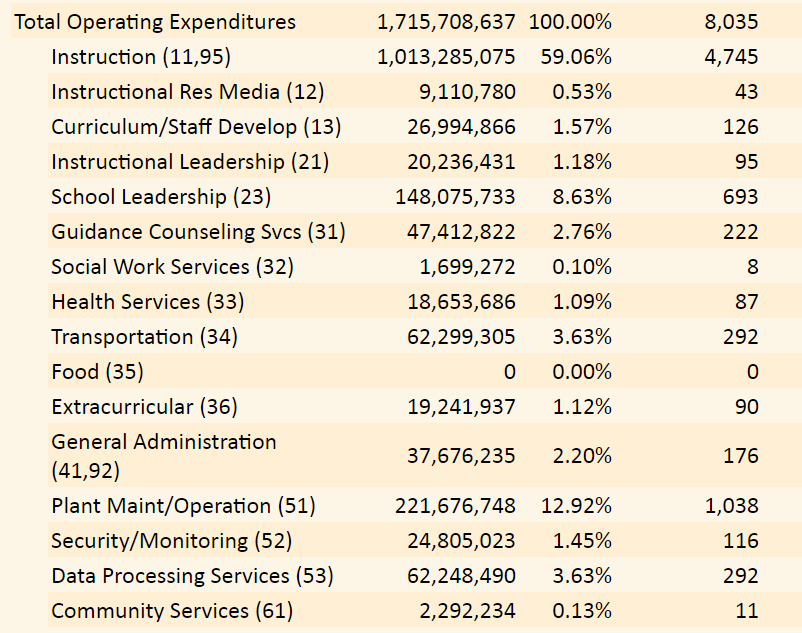 Total Operating Expenditures 1,715,708,637 100.00% 8,035
Instruction (11,95) 1,013,285,075 59.06% 4,745
Instructional Res Media (12) 9,110,780 0.53% 43
Curriculum/Staff Develop (13) 26,994,866 1.57% 126
Instructional Leadership (21) 20,236,431 1.18% 95
School Leadership (23) 148,075,733 8.63% 693
Guidance Counseling Svcs (31) 47,412,822 2.76% 222
Social Work Services (32) 1,699,272 0.10% 8
Health Services (33) 18,653,686 1.09% 87
Transportation (34) 62,299,305 3.63% 292
Food (35) 0 0.00% 0
Extracurricular (36) 19,241,937 1.12% 90
General Administration
(41,92) 37,676,235 2.20% 176
Plant Maint/Operation (51) 221,676,748 12.92% 1,038
Security/Monitoring (52) 24,805,023 1.45% 116
Data Processing Services (53) 62,248,490 3.63% 292
Community Services (61) 2,292,234 0.13% 11